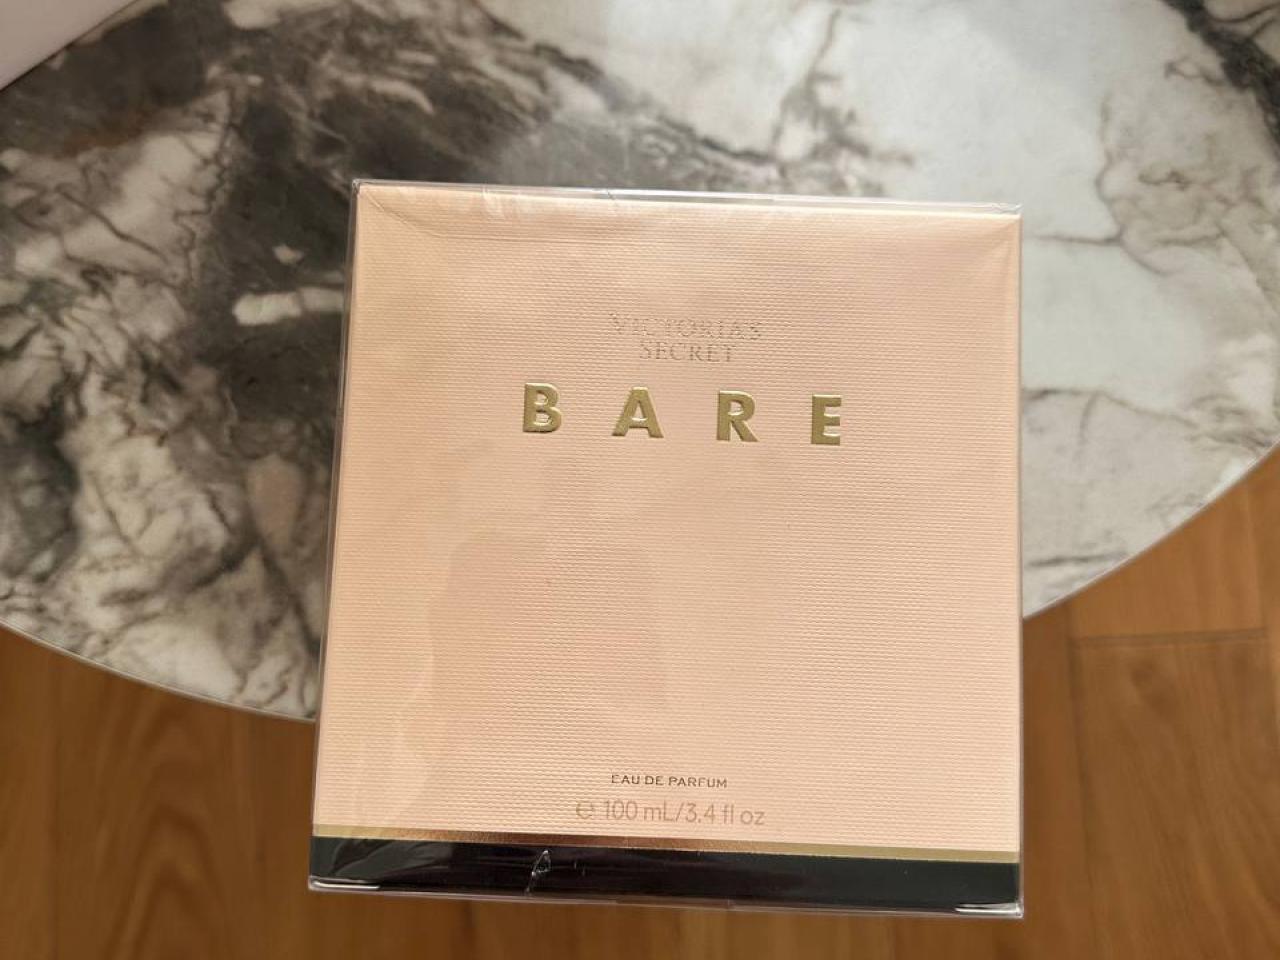 VICTORIA'S
SECRET
BARE
EAU DE PARFUM
℮ 100 mL/3.4 fl oz